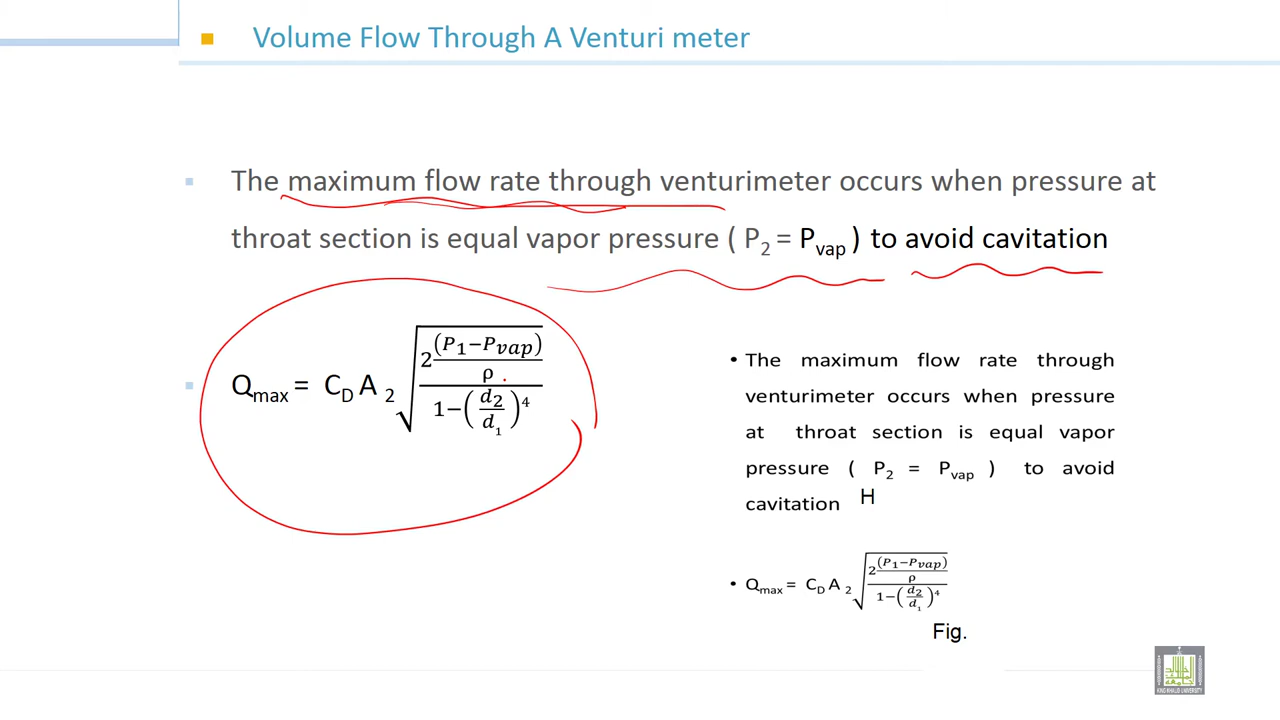 Volume Flow Through A Venturi meter
The maximum flow rate through venturimeter occurs when pressure at
throat section is equal vapor pressure ( P₂ = Pvap ) to avoid cavitation
Qmax = CD A ₂ √(2 (P₁−Pvap)/ρ / 1−(d₂/d₁)⁴)
• The maximum flow rate through
venturimeter occurs when pressure
at throat section is equal vapor
pressure ( P₂ = Pvap ) to avoid
cavitation H
• Qmax = CD A ₂ √(2 (P₁−Pvap)/ρ / 1−(d₂/d₁)⁴)
Fig.
KING KHALID UNIVERSITY